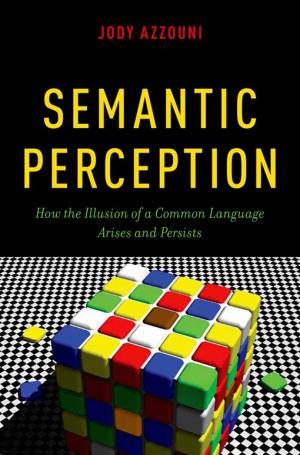 JODY AZZOUNI
SEMANTIC
PERCEPTION
How the Illusion of a Common Language
Arises and Persists